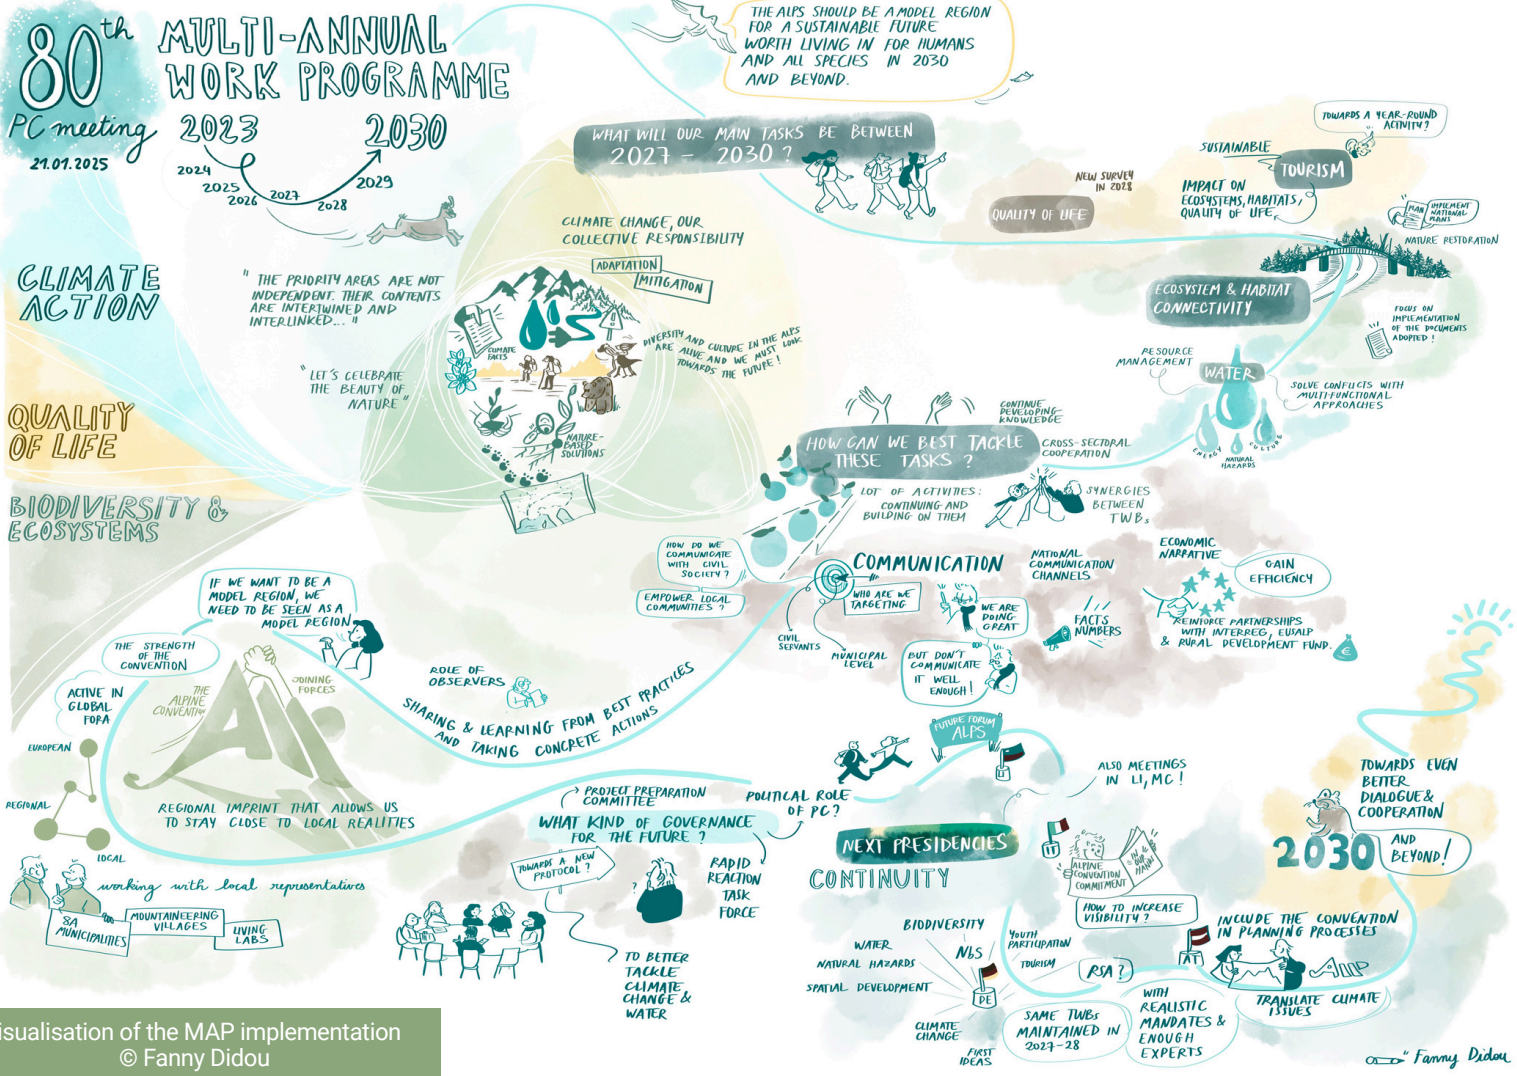 80th
PC meeting
21.01.2025
MULTI-ANNUAL
WORK PROGRAMME
2023
2030
2024
2025
2026
2027
2028
2029
THE ALPS SHOULD BE A MODEL REGION
FOR A SUSTAINABLE FUTURE
WORTH LIVING IN FOR HUMANS
AND ALL SPECIES IN 2030
AND BEYOND.
CLIMATE
ACTION
QUALITY
OF LIFE
BIODIVERSITY &
ECOSYSTEMS
" THE PRIORITY AREAS ARE NOT
INDEPENDENT. THEIR CONTENTS
ARE INTERTWINED AND
INTERLINKED... "
" LET'S CELEBRATE
THE BEAUTY OF
NATURE "
CLIMATE CHANGE, OUR
COLLECTIVE RESPONSIBILITY
ADAPTATION
MITIGATION
CLIMATE
FACTS
DIVERSITY AND CULTURE IN THE ALPS
ARE ALIVE AND WE MUST LOOK
TOWARDS THE FUTURE !
NATURE-
BASED
SOLUTIONS
WHAT WILL OUR MAIN TASKS BE BETWEEN
2027 - 2030 ?
QUALITY OF LIFE
NEW SURVEY
IN 2028
SUSTAINABLE
TOURISM
TOWARDS A YEAR-ROUND
ACTIVITY?
IMPACT ON
ECOSYSTEMS, HABITATS,
QUALITY OF LIFE,
PLAN
IMPLEMENT
NATIONAL
PLANS
NATURE RESTORATION
ECOSYSTEM & HABITAT
CONNECTIVITY
FOCUS ON
IMPLEMENTATION
OF THE DOCUMENTS
ADOPTED !
RESOURCE
MANAGEMENT
WATER
SOLVE CONFLICTS WITH
MULTI-FUNCTIONAL
APPROACHES
ENERGY
NATURAL
HAZARDS
CULTURE
HOW CAN WE BEST TACKLE
THESE TASKS ?
CONTINUE
DEVELOPING
KNOWLEDGE
CROSS-SECTORAL
COOPERATION
LOT OF ACTIVITIES:
CONTINUING AND
BUILDING ON THEM
SYNERGIES
BETWEEN
TWBs
HOW DO WE
COMMUNICATE
WITH CIVIL
SOCIETY ?
EMPOWER LOCAL
COMMUNITIES ?
COMMUNICATION
WHO ARE WE
TARGETING
CIVIL
SERVANTS
MUNICIPAL
LEVEL
WE ARE
DOING
GREAT
BUT DON'T
COMMUNICATE
IT WELL
ENOUGH!
NATIONAL
COMMUNICATION
CHANNELS
FACTS
NUMBERS
ECONOMIC
NARRATIVE
GAIN
EFFICIENCY
REINFORCE PARTNERSHIPS
WITH INTERREG, EUSALP
& RURAL DEVELOPMENT FUND.
€
IF WE WANT TO BE A
MODEL REGION, WE
NEED TO BE SEEN AS A
MODEL REGION
THE STRENGTH
OF THE
CONVENTION
ACTIVE IN
GLOBAL
FORA
EUROPEAN
REGIONAL
LOCAL
THE
ALPINE
CONVENTION
JOINING
FORCES
REGIONAL IMPRINT THAT ALLOWS US
TO STAY CLOSE TO LOCAL REALITIES
working with local representatives
8A
MUNICIPALITIES
MOUNTAINEERING
VILLAGES
LIVING
LABS
ROLE OF
OBSERVERS
SHARING & LEARNING FROM BEST PRACTICES
AND TAKING CONCRETE ACTIONS
PROJECT PREPARATION
COMMITTEE
WHAT KIND OF GOVERNANCE
FOR THE FUTURE ?
POLITICAL ROLE
OF PC?
TOWARDS A NEW
PROTOCOL ?
?
RAPID
REACTION
TASK
FORCE
TO BETTER
TACKLE
CLIMATE
CHANGE &
WATER
FUTURE FORUM
ALPS
ALSO MEETINGS
IN LI, MC !
NEXT PRESIDENCIES
CONTINUITY
IT
ALPINE
CONVENTION
COMMITMENT
HOW TO INCREASE
VISIBILITY ?
BIODIVERSITY
WATER
NATURAL HAZARDS
SPATIAL DEVELOPMENT
CLIMATE
CHANGE
NbS
YOUTH
PARTICIPATION
TOURISM
DE
FIRST
IDEAS
RSA ?
SAME TWBs
MAINTAINED IN
2027-28
WITH
REALISTIC
MANDATES &
ENOUGH
EXPERTS
AT
INCLUDE THE CONVENTION
IN PLANNING PROCESSES
TRANSLATE CLIMATE
ISSUES
TOWARDS EVEN
BETTER
DIALOGUE &
COOPERATION
2030
AND
BEYOND!
Fanny Didou
isualisation of the MAP implementation
© Fanny Didou